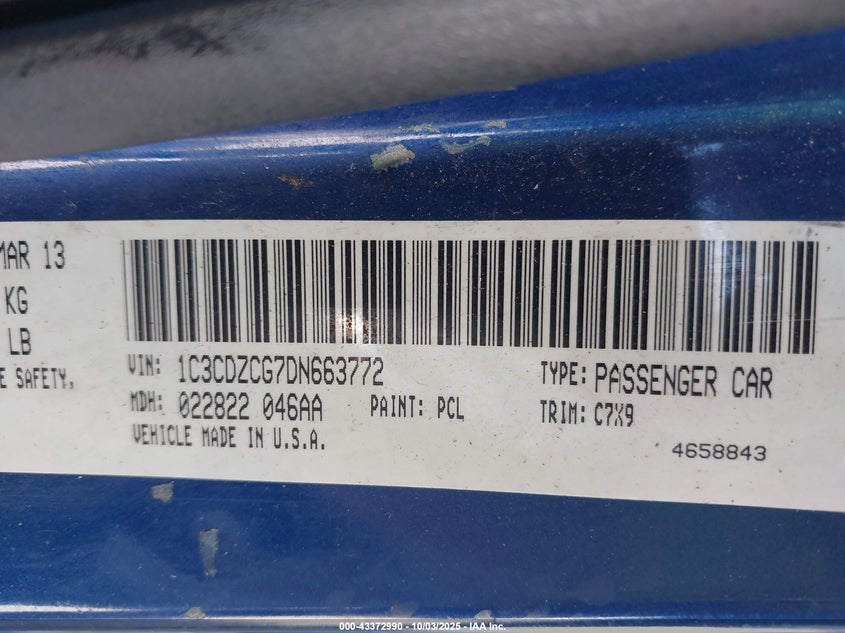 MAR 13
KG
LB
E SAFETY,
VIN: 1C3CDZCG7DN663772 TYPE: PASSENGER CAR
MDH: 022822 046AA PAINT: PCL TRIM: C7X9
VEHICLE MADE IN U.S.A.
4658843
000-43372990 - 10/03/2025 - IAA Inc.